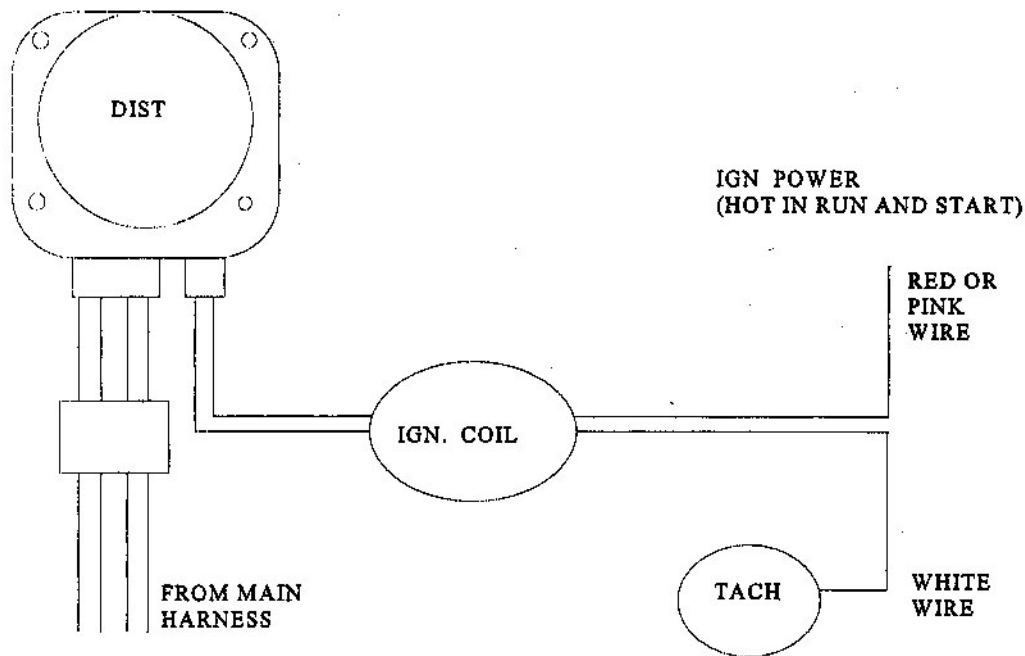 DIST
IGN POWER
(HOT IN RUN AND START)
RED OR
PINK
WIRE
IGN. COIL
TACH
WHITE
WIRE
FROM MAIN
HARNESS